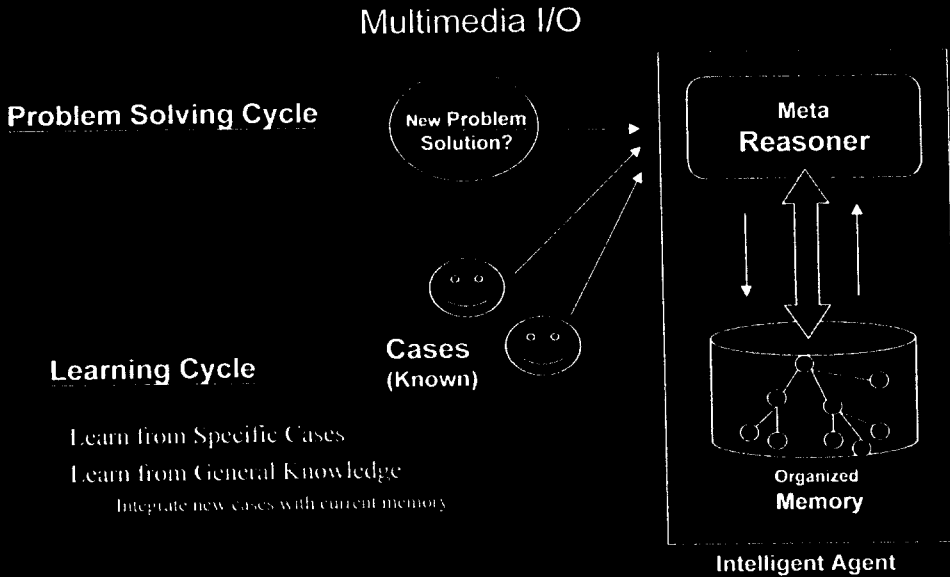 Multimedia I/O
Problem Solving Cycle
New Problem
Solution?
Meta
Reasoner
Cases
(Known)
Learning Cycle
Learn from Specific Cases
Learn from General Knowledge
Integrate new cases with current memory
Organized
Memory
Intelligent Agent